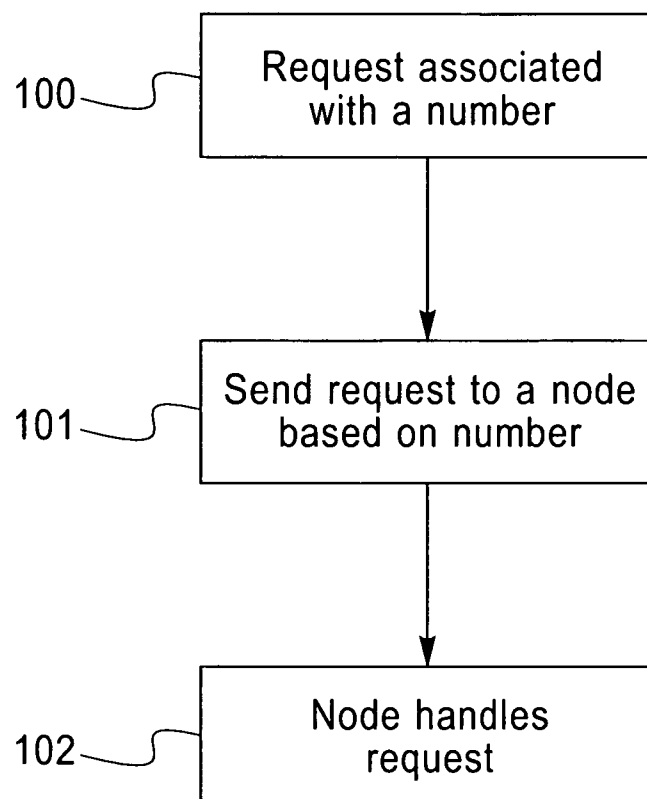 100
Request associated
with a number
101
Send request to a node
based on number
102
Node handles
request